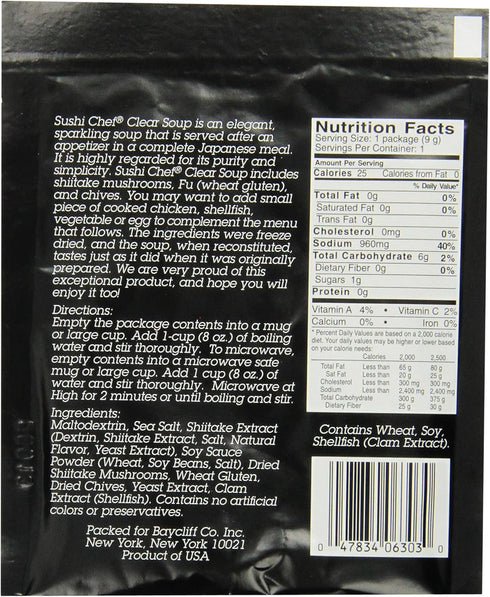 Sushi Chef® Clear Soup is an elegant,
sparkling soup that is served after an
appetizer in a complete Japanese meal.
It is highly regarded for its purity and
simplicity. Sushi Chef® Clear Soup includes
shiitake mushrooms, Fu (wheat gluten),
and chives. You may want to add small
piece of cooked chicken, shellfish,
vegetable or egg to complement the menu
that follows. The ingredients were freeze
dried, and the soup, when reconstituted,
tastes just as it did when it was originally
prepared. We are very proud of this
exceptional product, and hope you will
enjoy it too!
Directions:
Empty the package contents into a mug
or large cup. Add 1-cup (8 oz.) of boiling
water and stir thoroughly. To microwave,
empty contents into a microwave safe
mug or large cup. Add 1 cup (8 oz.) of
water and stir thoroughly. Microwave at
High for 2 minutes or until boiling and stir.
Ingredients:
Maltodextrin, Sea Salt, Shiitake Extract
(Dextrin, Shiitake Extract, Salt, Natural
Flavor, Yeast Extract), Soy Sauce
Powder (Wheat, Soy Beans, Salt), Dried
Shiitake Mushrooms, Wheat Gluten,
Dried Chives, Yeast Extract, Clam
Extract (Shellfish). Contains no artificial
colors or preservatives.
Packed for Baycliff Co. Inc.
New York, New York 10021
Product of USA
Nutrition Facts
Serving Size: 1 package (9 g)
Servings Per Container: 1
Amount Per Serving
Calories 25 Calories from Fat 0
% Daily Value*
Total Fat 0g 0%
Saturated Fat 0g 0%
Trans Fat 0g
Cholesterol 0mg 0%
Sodium 960mg 40%
Total Carbohydrate 6g 2%
Dietary Fiber 0g 0%
Sugars 1g
Protein 0g
Vitamin A 4% • Vitamin C 2%
Calcium 0% • Iron 0%
* Percent Daily Values are based on a 2,000 calorie
diet. Your daily values may be higher or lower based
on your calorie needs:
Calories 2,000 2,500
Total Fat Less than 65 g 80 g
Sat Fat Less than 20 g 25 g
Cholesterol Less than 300 mg 300 mg
Sodium Less than 2,400 mg 2,400 mg
Total Carbohydrate 300 g 375 g
Dietary Fiber 25 g 30 g
Contains Wheat, Soy,
Shellfish (Clam Extract).
0 47834 06303 0